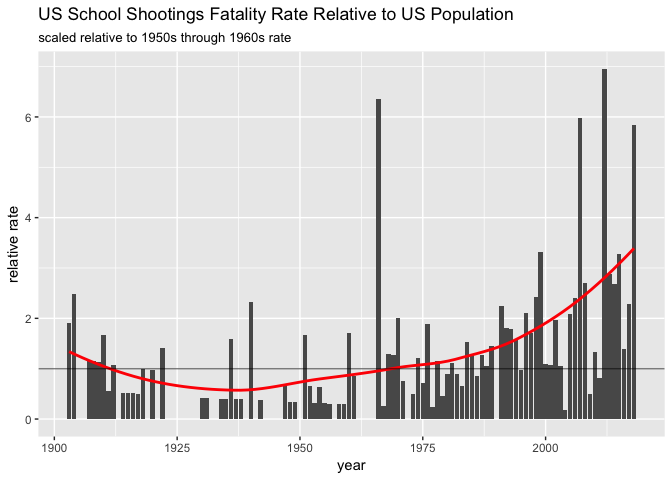 US School Shootings Fatality Rate Relative to US Population
scaled relative to 1950s through 1960s rate
6
4
2
0
relative rate
1900 1925 1950 1975 2000
year